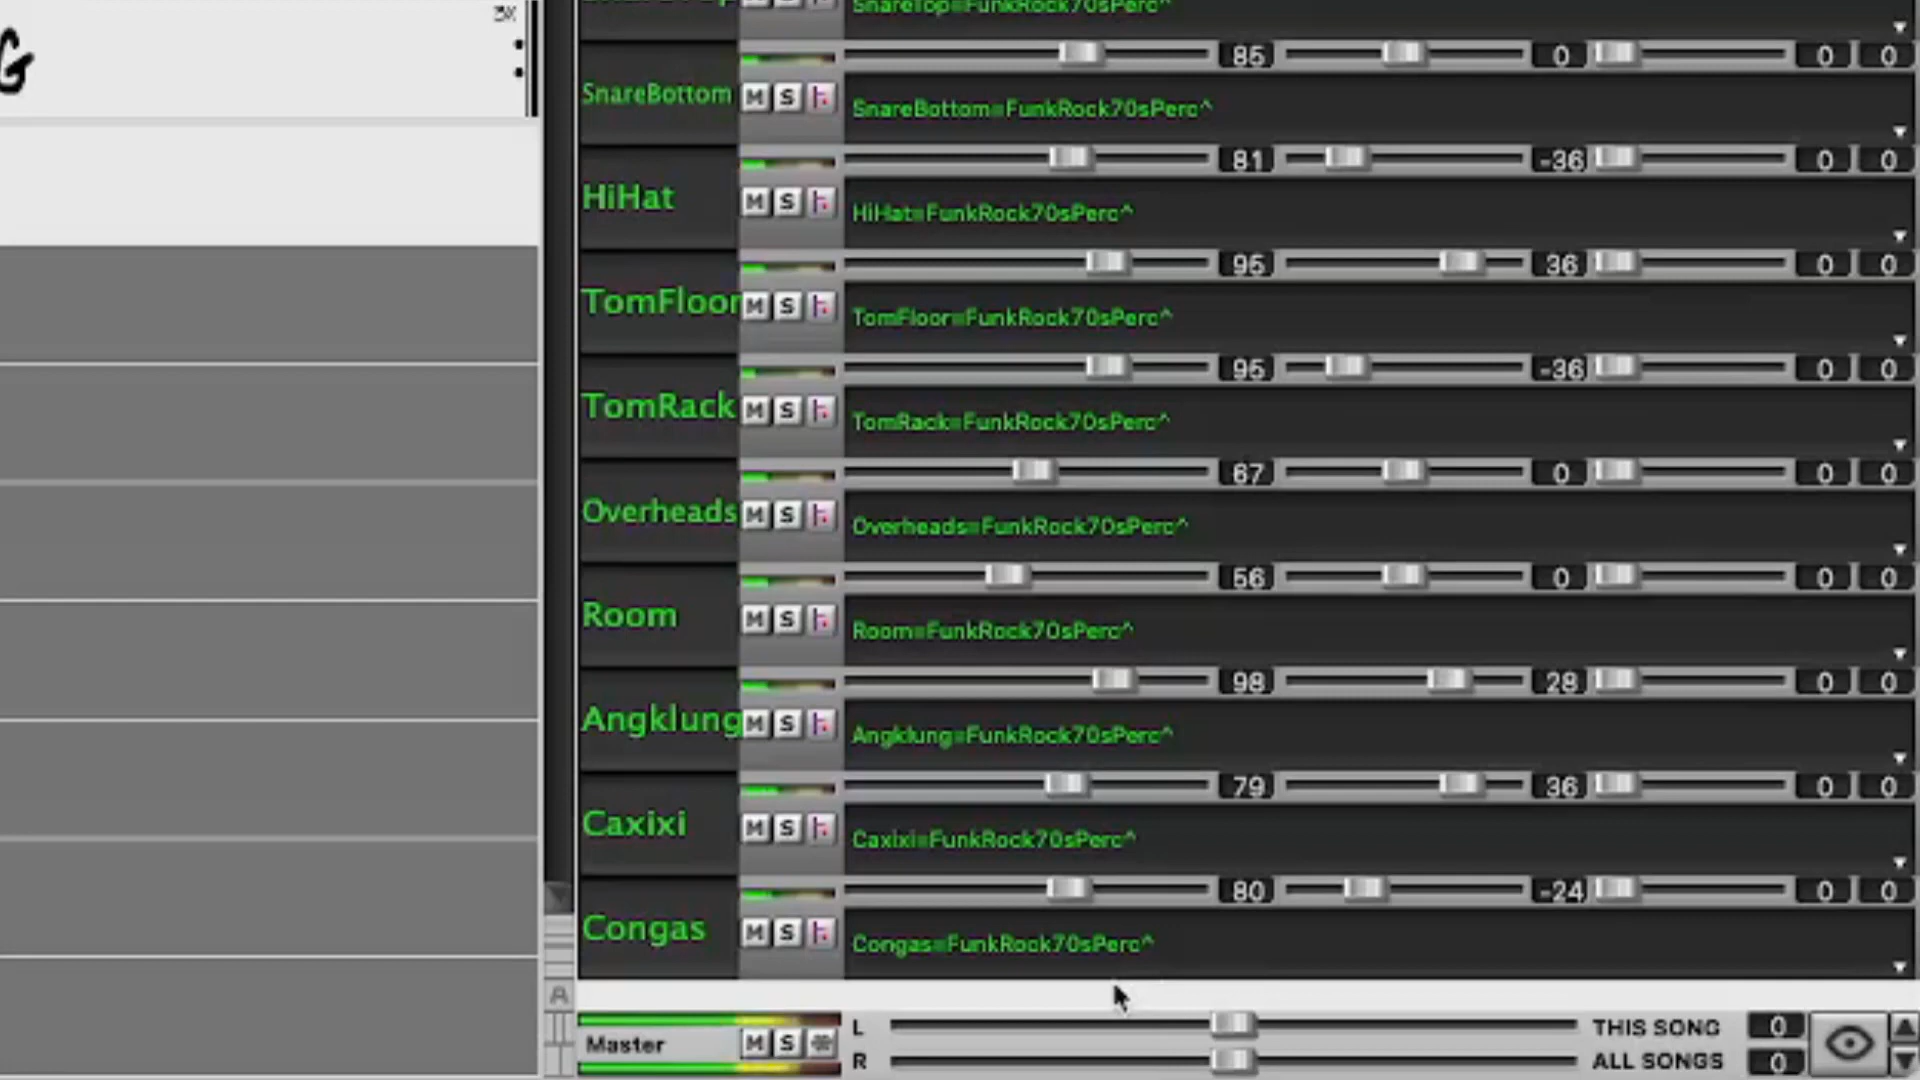 G
3X
SnareTop=FunkRock70sPerc^
85 0 0 0
SnareBottom M S
SnareBottom=FunkRock70sPerc^
81 -36 0 0
HiHat M S
HiHat=FunkRock70sPerc^
95 36 0 0
TomFloor M S
TomFloor=FunkRock70sPerc^
95 -36 0 0
TomRack M S
TomRack=FunkRock70sPerc^
67 0 0 0
Overheads M S
Overheads=FunkRock70sPerc^
56 0 0 0
Room M S
Room=FunkRock70sPerc^
98 28 0 0
Angklung M S
Angklung=FunkRock70sPerc^
79 36 0 0
Caxixi M S
Caxixi=FunkRock70sPerc^
80 -24 0 0
Congas M S
Congas=FunkRock70sPerc^
A
L THIS SONG 0
Master M S
R ALL SONGS 0